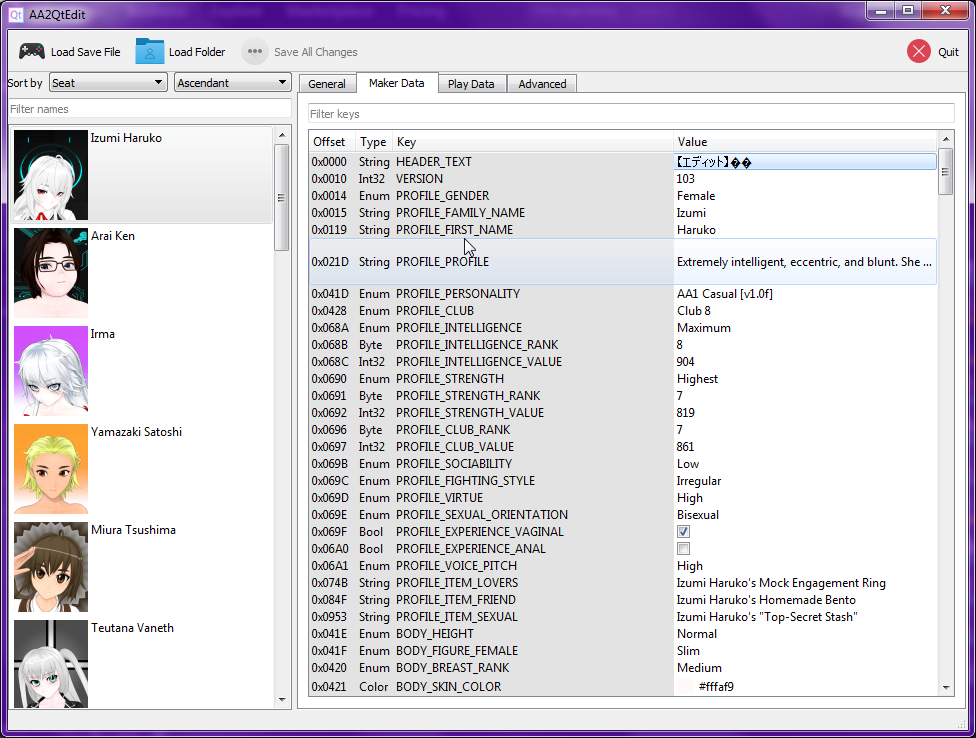 AA2QtEdit
Load Save File Load Folder Save All Changes Quit
Sort by Seat Ascendant
General Maker Data Play Data Advanced
Filter names
Izumi Haruko
Arai Ken
Irma
Yamazaki Satoshi
Miura Tsushima
Teutana Vaneth
Filter keys
Offset Type Key Value
0x0000 String HEADER_TEXT 【エディット】��
0x0010 Int32 VERSION 103
0x0014 Enum PROFILE_GENDER Female
0x0015 String PROFILE_FAMILY_NAME Izumi
0x0119 String PROFILE_FIRST_NAME Haruko
0x021D String PROFILE_PROFILE Extremely intelligent, eccentric, and blunt. She ...
0x041D Enum PROFILE_PERSONALITY AA1 Casual [v1.0f]
0x0428 Enum PROFILE_CLUB Club 8
0x068A Enum PROFILE_INTELLIGENCE Maximum
0x068B Byte PROFILE_INTELLIGENCE_RANK 8
0x068C Int32 PROFILE_INTELLIGENCE_VALUE 904
0x0690 Enum PROFILE_STRENGTH Highest
0x0691 Byte PROFILE_STRENGTH_RANK 7
0x0692 Int32 PROFILE_STRENGTH_VALUE 819
0x0696 Byte PROFILE_CLUB_RANK 7
0x0697 Int32 PROFILE_CLUB_VALUE 861
0x069B Enum PROFILE_SOCIABILITY Low
0x069C Enum PROFILE_FIGHTING_STYLE Irregular
0x069D Enum PROFILE_VIRTUE High
0x069E Enum PROFILE_SEXUAL_ORIENTATION Bisexual
0x069F Bool PROFILE_EXPERIENCE_VAGINAL
0x06A0 Bool PROFILE_EXPERIENCE_ANAL
0x06A1 Enum PROFILE_VOICE_PITCH High
0x074B String PROFILE_ITEM_LOVERS Izumi Haruko's Mock Engagement Ring
0x084F String PROFILE_ITEM_FRIEND Izumi Haruko's Homemade Bento
0x0953 String PROFILE_ITEM_SEXUAL Izumi Haruko's "Top-Secret Stash"
0x041E Enum BODY_HEIGHT Normal
0x041F Enum BODY_FIGURE_FEMALE Slim
0x0420 Enum BODY_BREAST_RANK Medium
0x0421 Color BODY_SKIN_COLOR #fffaf9